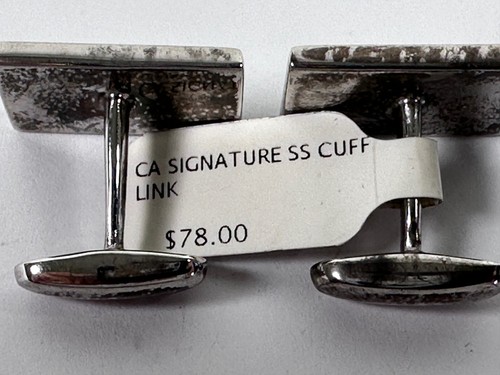 CA SIGNATURE SS CUFF
LINK
$78.00